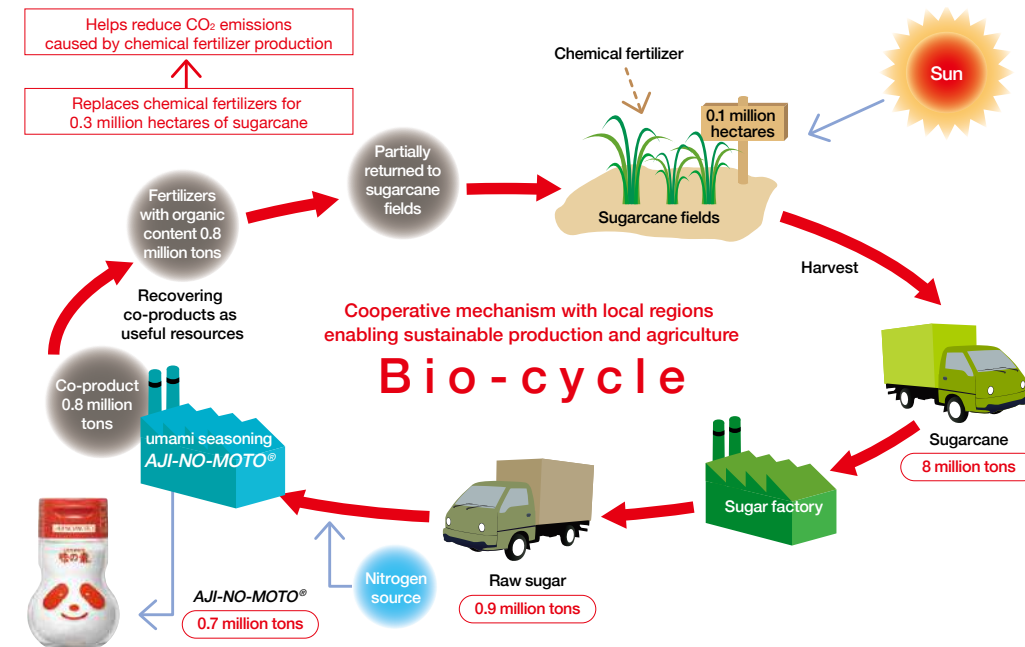 Helps reduce CO₂ emissions
caused by chemical fertilizer production
Replaces chemical fertilizers for
0.3 million hectares of sugarcane
Chemical fertilizer
Sun
0.1 million
hectares
Partially
returned to
sugarcane
fields
Sugarcane fields
Fertilizers
with organic
content 0.8
million tons
Harvest
Recovering
co-products as
useful resources
Cooperative mechanism with local regions
enabling sustainable production and agriculture
Bio-cycle
Co-product
0.8 million
tons
umami seasoning
AJI-NO-MOTO®
Sugarcane
8 million tons
Sugar factory
Raw sugar
0.9 million tons
Nitrogen
source
AJI-NO-MOTO®
0.7 million tons
味の素